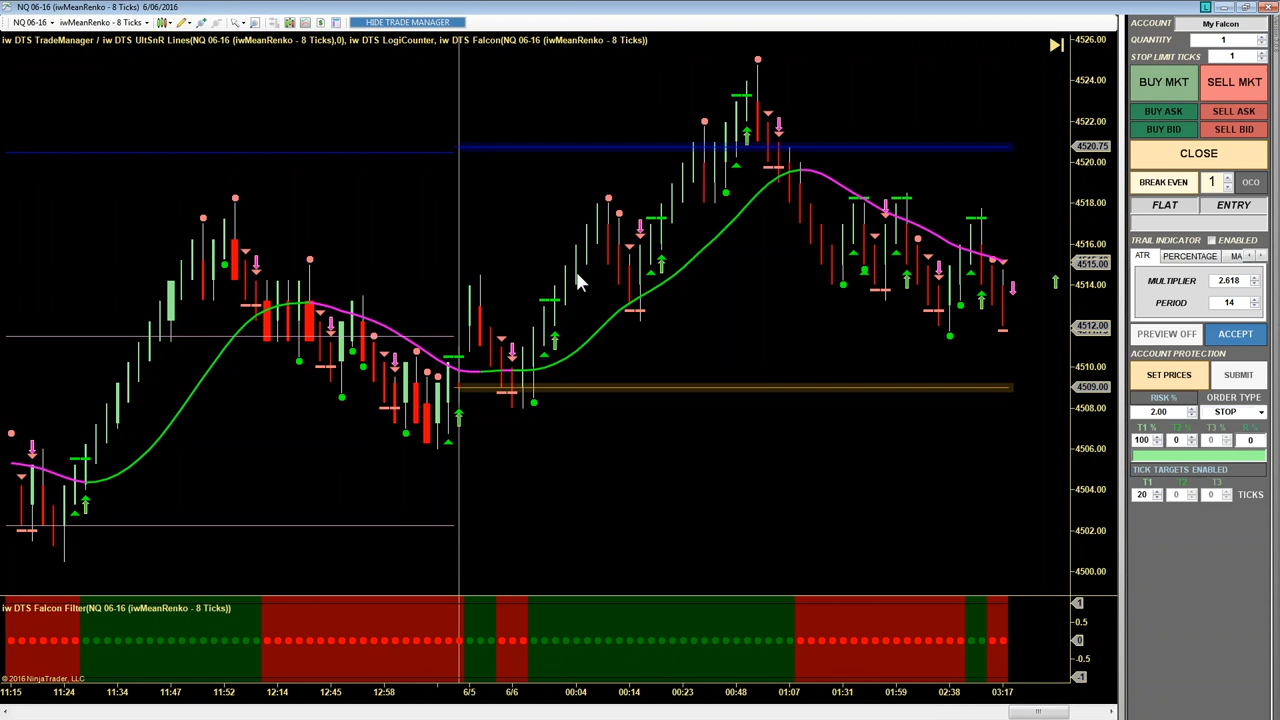 NQ 06-16 (iwMeanRenko - 8 Ticks) 6/06/2016
NQ 06-16
iwMeanRenko - 8 Ticks
HIDE TRADE MANAGER
iw DTS TradeManager / iw DTS UltSnR Lines(NQ 06-16 (iwMeanRenko - 8 Ticks),0), iw DTS LogiCounter, iw DTS Falcon(NQ 06-16 (iwMeanRenko - 8 Ticks))
4526.00
4524.00
4522.00
4520.75
4520.00
4518.00
4516.00
4515.00
4514.00
4512.00
4510.00
4509.00
4508.00
4506.00
4504.00
4502.00
4500.00
iw DTS Falcon Filter(NQ 06-16 (iwMeanRenko - 8 Ticks))
1
0.5
0
-0.5
-1
© 2016 NinjaTrader, LLC
11:15 11:24 11:34 11:47 11:52 12:14 12:45 12:58 6/5 6/6 00:04 00:14 00:23 00:48 01:07 01:31 01:59 02:38 03:17
ACCOUNT My Falcon
QUANTITY 1
STOP LIMIT TICKS 1
BUY MKT SELL MKT
BUY ASK SELL ASK
BUY BID SELL BID
CLOSE
BREAK EVEN 1 OCO
FLAT ENTRY
TRAIL INDICATOR ENABLED
ATR PERCENTAGE MA
MULTIPLIER 2.618
PERIOD 14
PREVIEW OFF ACCEPT
ACCOUNT PROTECTION
SET PRICES SUBMIT
RISK % ORDER TYPE
2.00 STOP
T1 % T2 % T3 % R %
100 0 0 0
TICK TARGETS ENABLED
T1 T2 T3
20 0 0 TICKS